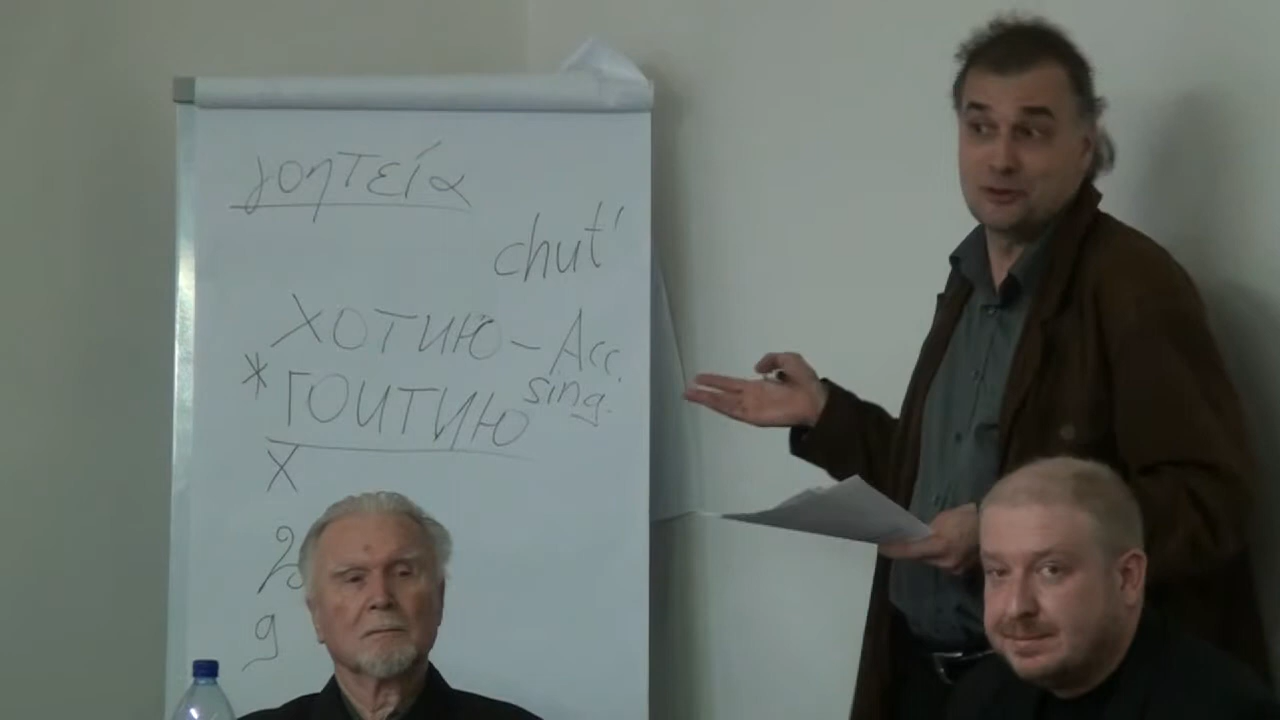 γοητεία
chut'
ХОТИЮ – Acc.
sing.
* ГОИТИЮ
X
g